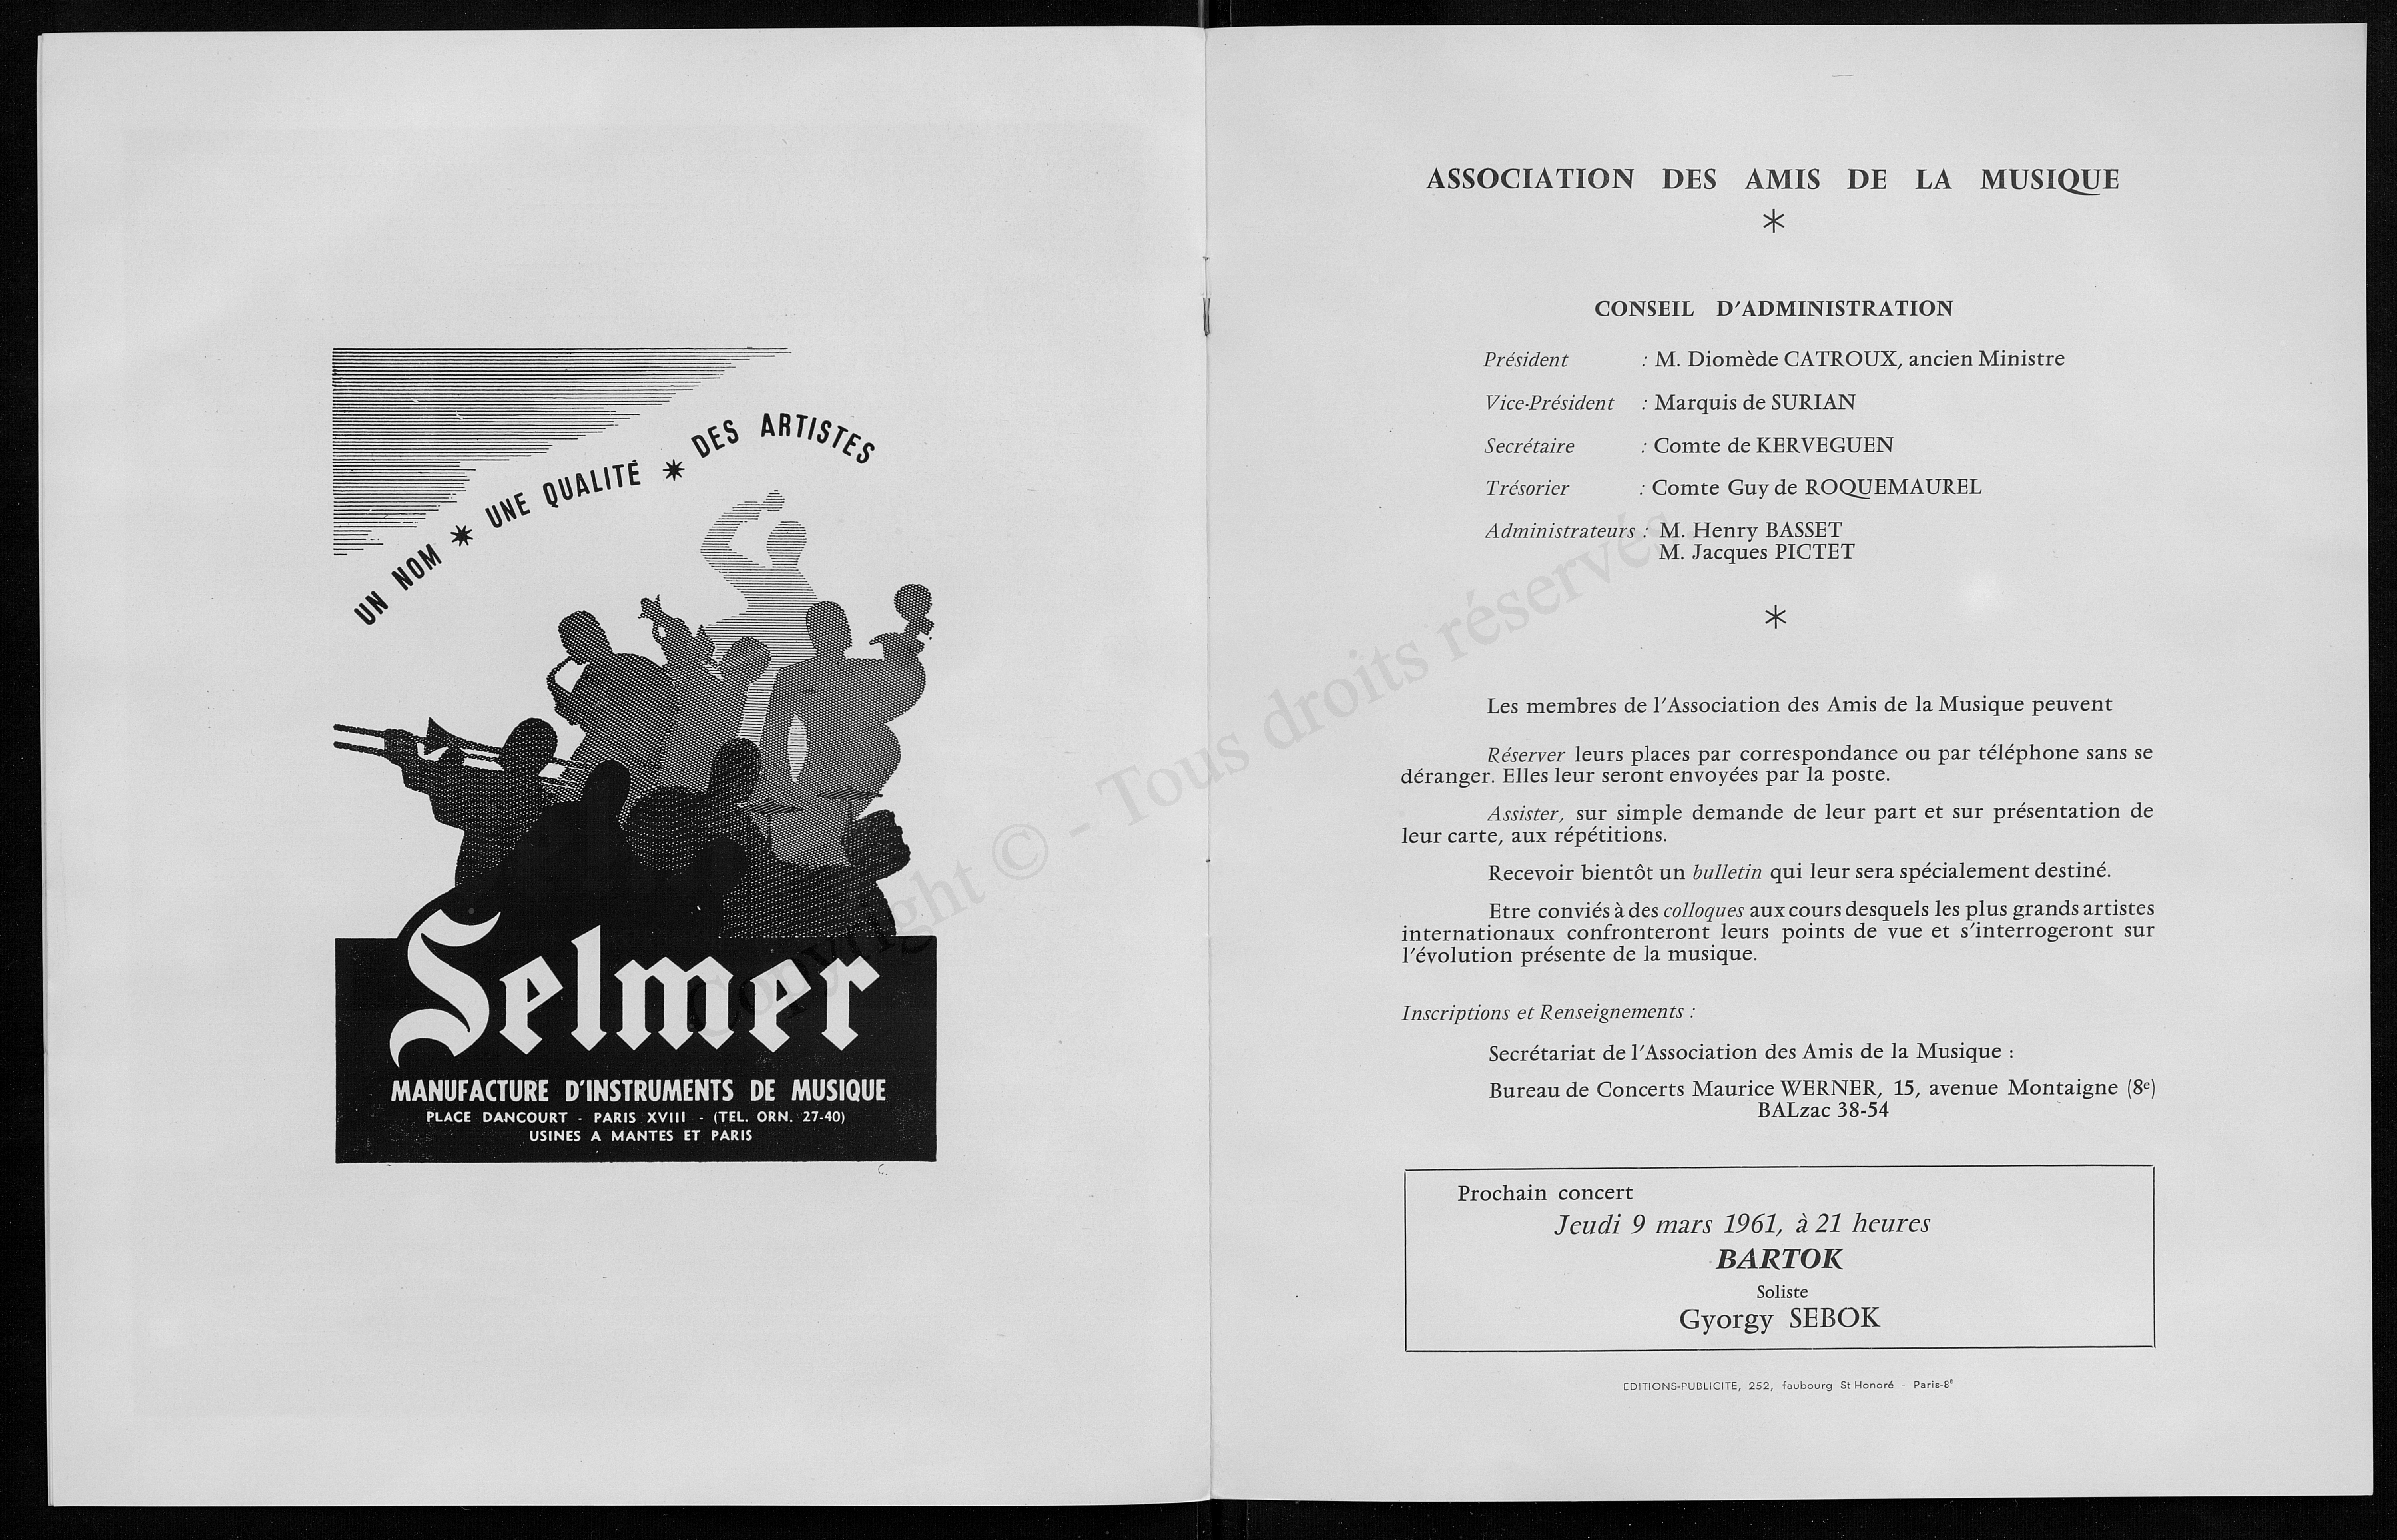 UN NOM * UNE QUALITÉ * DES ARTISTES
Selmer
MANUFACTURE D'INSTRUMENTS DE MUSIQUE
PLACE DANCOURT - PARIS XVIII - (TEL. ORN. 27-40)
USINES A MANTES ET PARIS
ASSOCIATION DES AMIS DE LA MUSIQUE
*
CONSEIL D'ADMINISTRATION
Président : M. Diomède CATROUX, ancien Ministre
Vice-Président : Marquis de SURIAN
Secrétaire : Comte de KERVEGUEN
Trésorier : Comte Guy de ROQUEMAUREL
Administrateurs : M. Henry BASSET
M. Jacques PICTET
*
Les membres de l'Association des Amis de la Musique peuvent
Réserver leurs places par correspondance ou par téléphone sans se
déranger. Elles leur seront envoyées par la poste.
Assister, sur simple demande de leur part et sur présentation de
leur carte, aux répétitions.
Recevoir bientôt un bulletin qui leur sera spécialement destiné.
Etre conviés à des colloques aux cours desquels les plus grands artistes
internationaux confronteront leurs points de vue et s'interrogeront sur
l'évolution présente de la musique.
Inscriptions et Renseignements :
Secrétariat de l'Association des Amis de la Musique :
Bureau de Concerts Maurice WERNER, 15, avenue Montaigne (8e)
BALzac 38-54
Prochain concert
Jeudi 9 mars 1961, à 21 heures
BARTOK
Soliste
Gyorgy SEBOK
EDITIONS-PUBLICITE, 252, faubourg St-Honoré - Paris-8e
Copyright © - Tous droits réservés